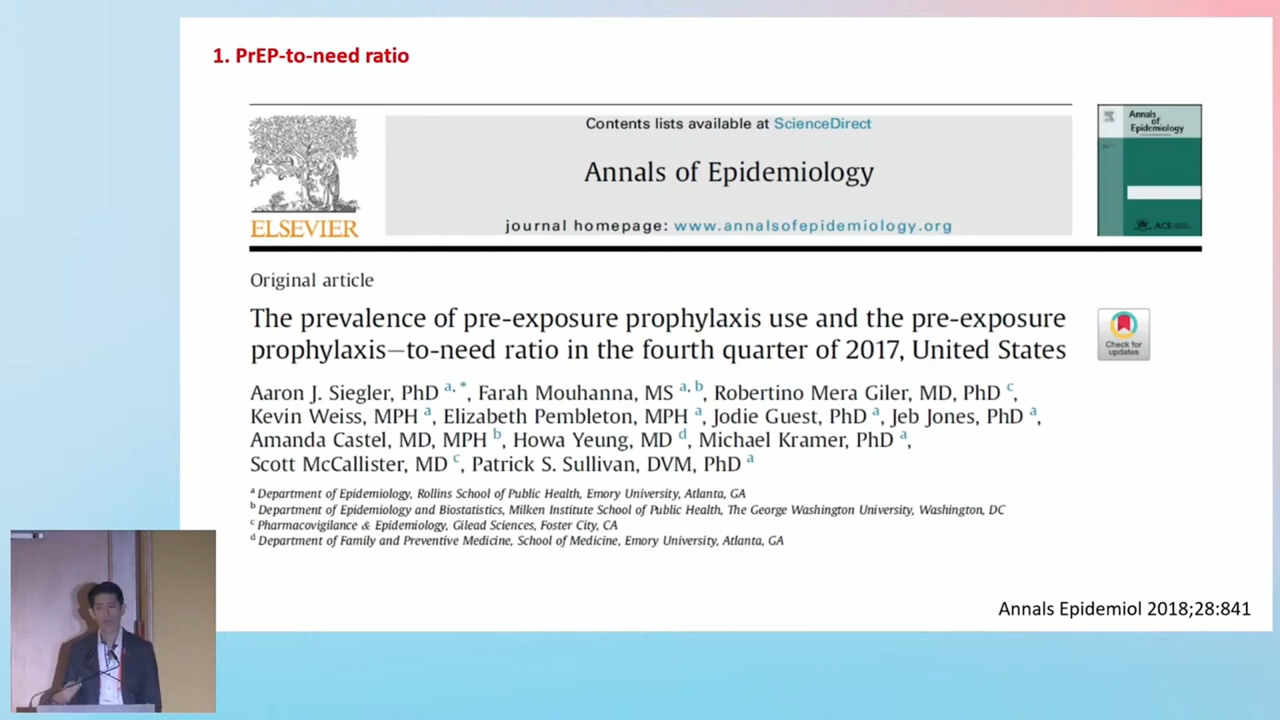 1. PrEP-to-need ratio
Contents lists available at ScienceDirect
Annals of Epidemiology
journal homepage: www.annalsofepidemiology.org
ELSEVIER
Annals
of
Epidemiology
ACE
Original article
The prevalence of pre-exposure prophylaxis use and the pre-exposure
prophylaxis—to-need ratio in the fourth quarter of 2017, United States
Check for
updates
Aaron J. Siegler, PhD a, *, Farah Mouhanna, MS a, b, Robertino Mera Giler, MD, PhD c,
Kevin Weiss, MPH a, Elizabeth Pembleton, MPH a, Jodie Guest, PhD a, Jeb Jones, PhD a,
Amanda Castel, MD, MPH b, Howa Yeung, MD d, Michael Kramer, PhD a,
Scott McCallister, MD c, Patrick S. Sullivan, DVM, PhD a
a Department of Epidemiology, Rollins School of Public Health, Emory University, Atlanta, GA
b Department of Epidemiology and Biostatistics, Milken Institute School of Public Health, The George Washington University, Washington, DC
c Pharmacovigilance & Epidemiology, Gilead Sciences, Foster City, CA
d Department of Family and Preventive Medicine, School of Medicine, Emory University, Atlanta, GA
Annals Epidemiol 2018;28:841